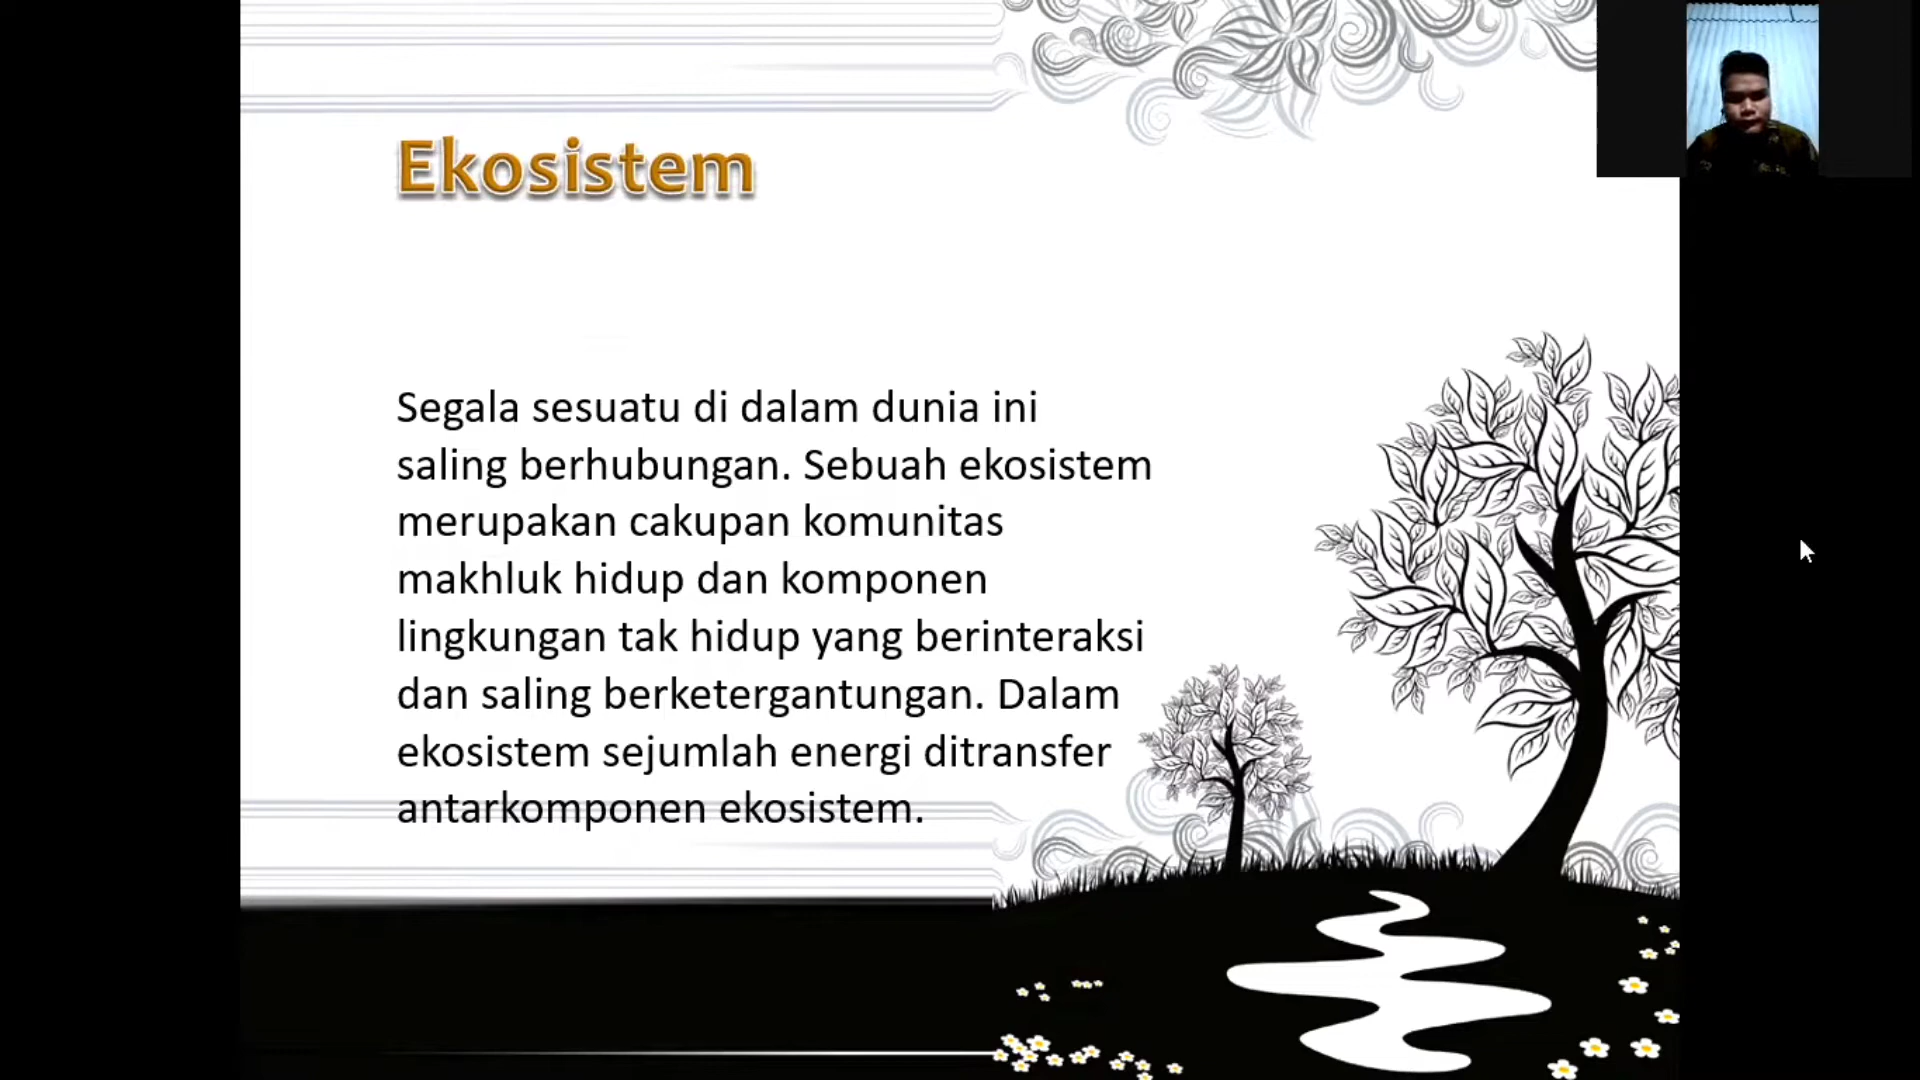 Ekosistem
Segala sesuatu di dalam dunia ini
saling berhubungan. Sebuah ekosistem
merupakan cakupan komunitas
makhluk hidup dan komponen
lingkungan tak hidup yang berinteraksi
dan saling berketergantungan. Dalam
ekosistem sejumlah energi ditransfer
antarkomponen ekosistem.